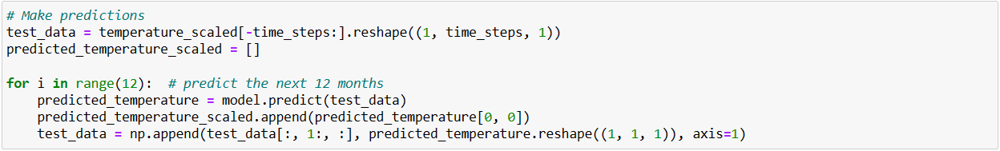 # Make predictions
test_data = temperature_scaled[-time_steps:].reshape((1, time_steps, 1))
predicted_temperature_scaled = []

for i in range(12):  # predict the next 12 months
    predicted_temperature = model.predict(test_data)
    predicted_temperature_scaled.append(predicted_temperature[0, 0])
    test_data = np.append(test_data[:, 1:, :], predicted_temperature.reshape((1, 1, 1)), axis=1)